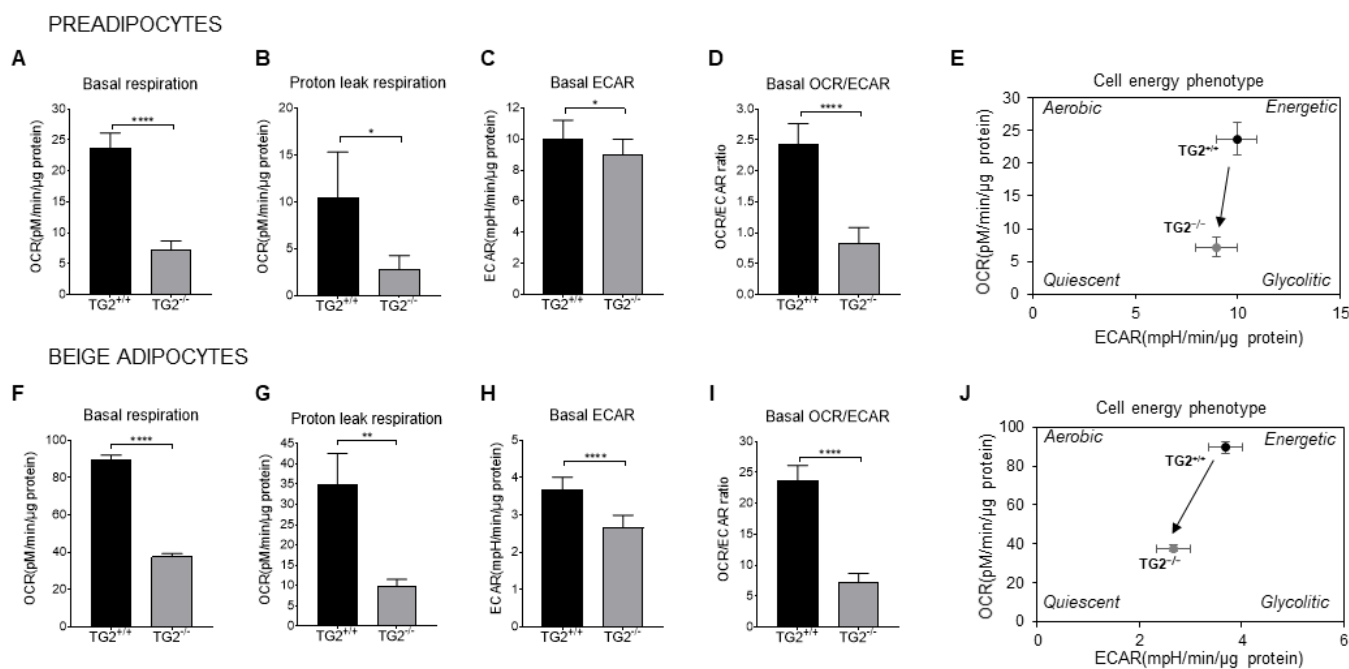 PREADIPOCYTES
A
Basal respiration
OCR(pM/min/µg protein)
30
25
20
15
10
5
0
****
TG2+/+
TG2-/-
B
Proton leak respiration
OCR(pM/min/µg protein)
20
15
10
5
0
*
TG2+/+
TG2-/-
C
Basal ECAR
ECAR(mpH/min/µg protein)
12
10
8
6
4
2
0
*
TG2+/+
TG2-/-
D
Basal OCR/ECAR
OCR/ECAR ratio
3.0
2.5
2.0
1.5
1.0
0.5
0.0
****
TG2+/+
TG2-/-
E
Cell energy phenotype
OCR(pM/min/µg protein)
30
25
20
15
10
5
0
Aerobic
Energetic
TG2+/+
TG2−/−
Quiescent
Glycolitic
0
5
10
15
ECAR(mpH/min/µg protein)
BEIGE ADIPOCYTES
F
Basal respiration
OCR(pM/min/µg protein)
100
80
60
40
20
0
****
TG2+/+
TG2-/-
G
Proton leak respiration
OCR(pM/min/µg protein)
45
40
35
30
25
20
15
10
5
0
**
TG2+/+
TG2-/-
H
Basal ECAR
ECAR(mpH/min/µg protein)
5
4
3
2
1
0
****
TG2+/+
TG2-/-
I
Basal OCR/ECAR
OCR/ECAR ratio
30
25
20
15
10
5
0
****
TG2+/+
TG2-/-
J
Cell energy phenotype
OCR(pM/min/µg protein)
100
80
60
40
20
0
Aerobic
Energetic
TG2+/+
TG2−/−
Quiescent
Glycolitic
0
2
4
6
ECAR(mpH/min/µg protein)